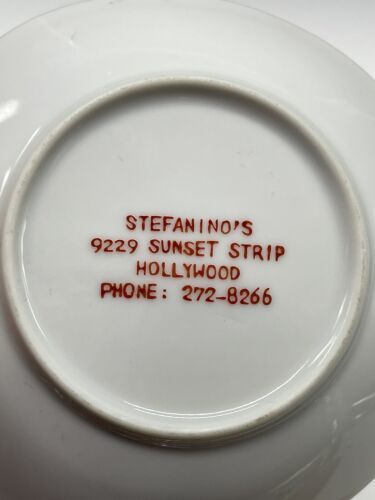 STEFANINO'S
9229 SUNSET STRIP
HOLLYWOOD
PHONE: 272-8266